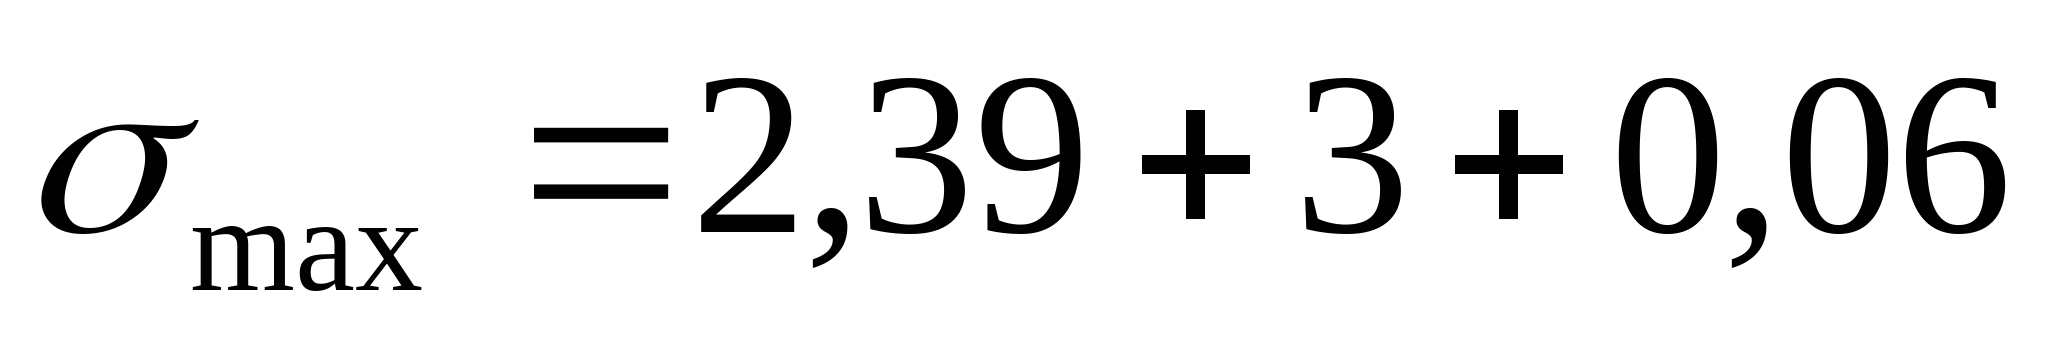 σmax =2,39 + 3 + 0,06